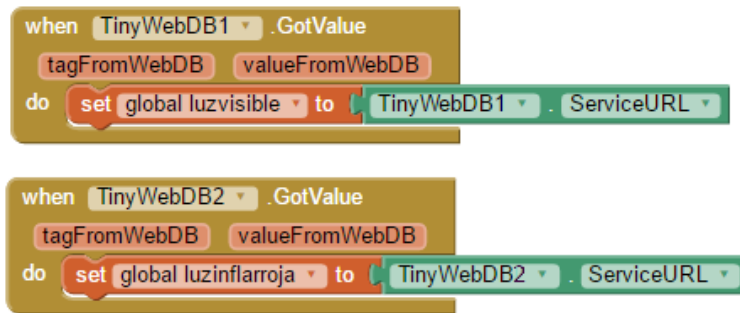 when TinyWebDB1 .GotValue
tagFromWebDB valueFromWebDB
do set global luzvisible to TinyWebDB1 . ServiceURL
when TinyWebDB2 .GotValue
tagFromWebDB valueFromWebDB
do set global luzinflarroja to TinyWebDB2 . ServiceURL